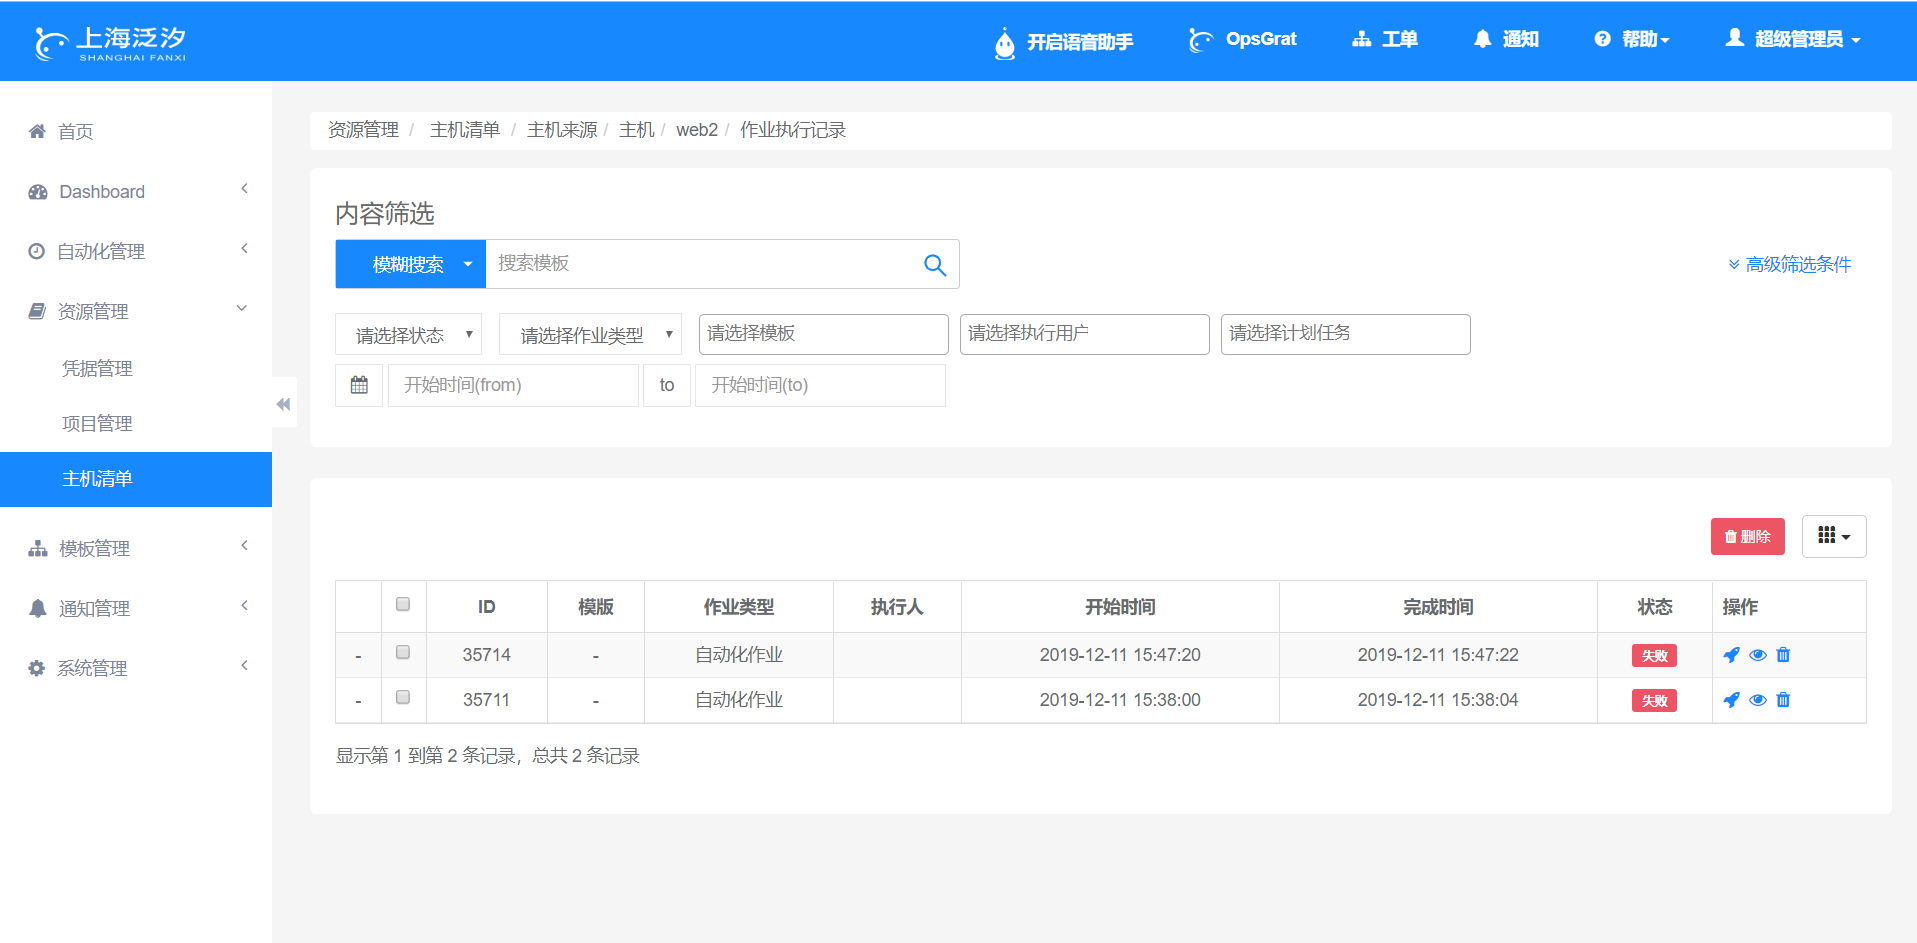 上海泛汐
SHANGHAI FANXI
开启语音助手
OpsGrat
工单
通知
帮助
超级管理员
首页
Dashboard
自动化管理
资源管理
凭据管理
项目管理
主机清单
模板管理
通知管理
系统管理
资源管理 / 主机清单 / 主机来源 / 主机 / web2 / 作业执行记录
内容筛选
模糊搜索 搜索模板
高级筛选条件
请选择状态 请选择作业类型 请选择模板 请选择执行用户 请选择计划任务
开始时间(from) to 开始时间(to)
删除
ID 模版 作业类型 执行人 开始时间 完成时间 状态 操作
- 35714 - 自动化作业 2019-12-11 15:47:20 2019-12-11 15:47:22 失败
- 35711 - 自动化作业 2019-12-11 15:38:00 2019-12-11 15:38:04 失败
显示第 1 到第 2 条记录，总共 2 条记录